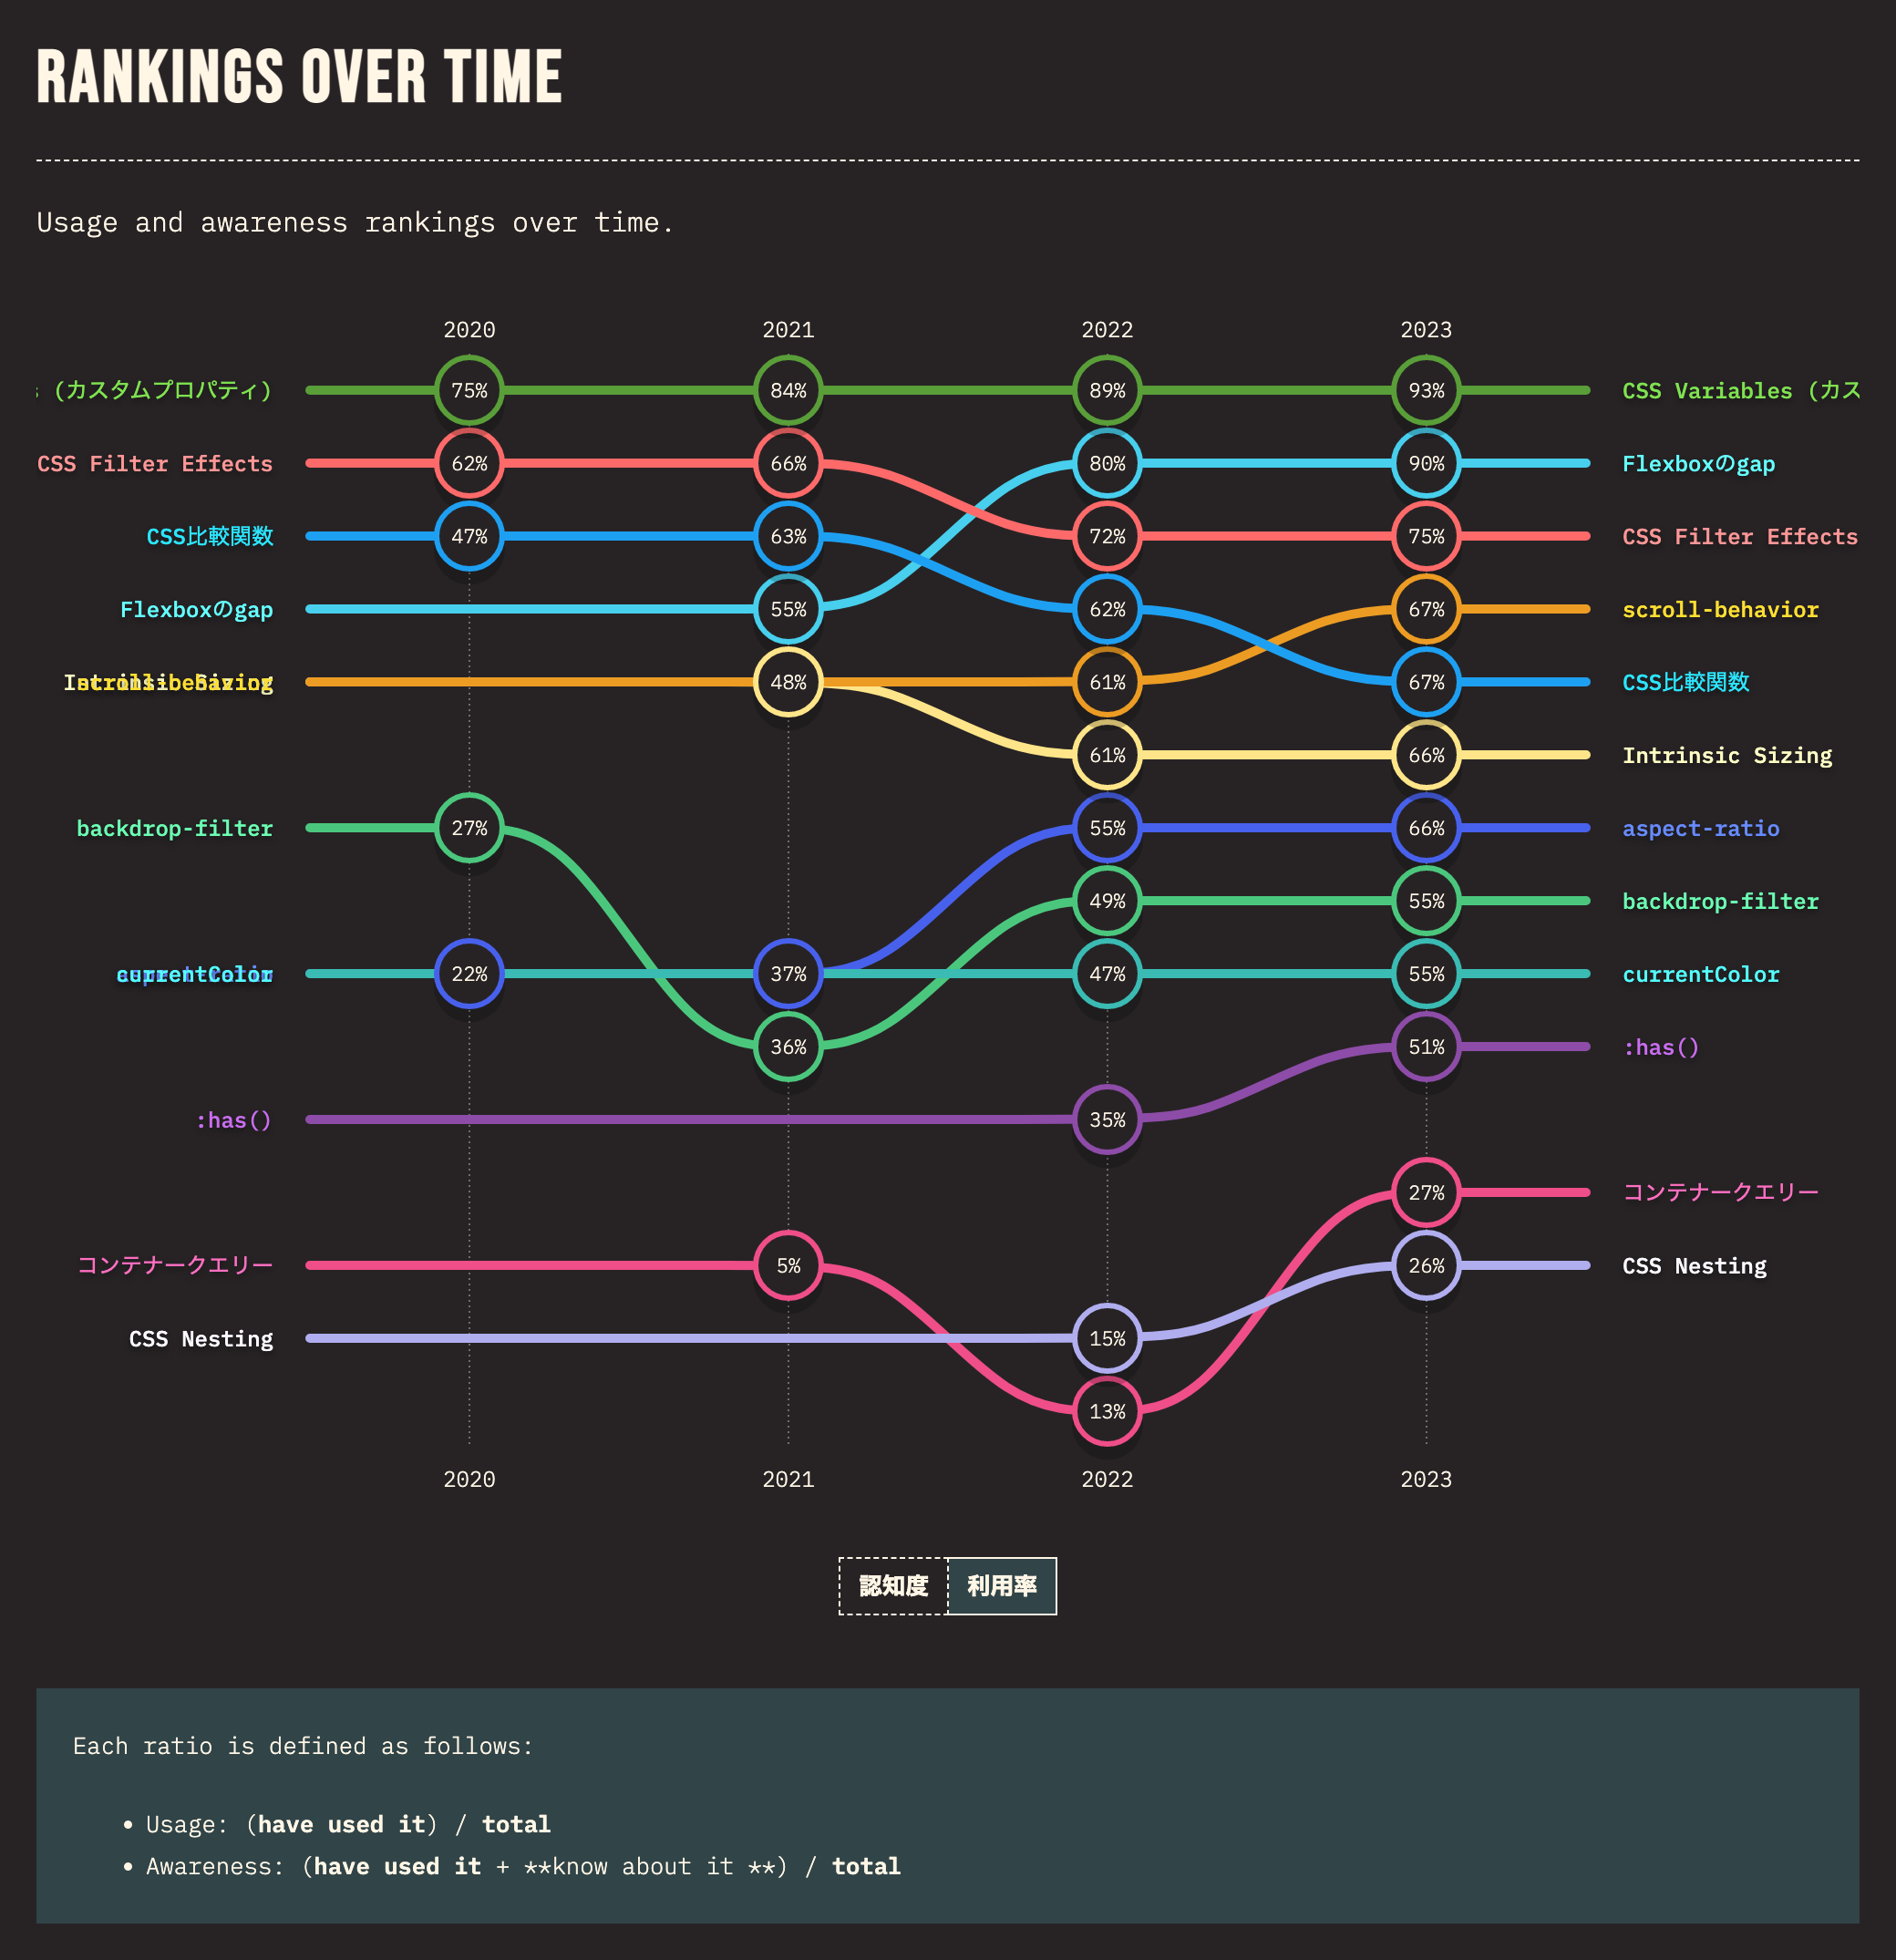 RANKINGS OVER TIME
Usage and awareness rankings over time.
2020 2021 2022 2023
(カスタムプロパティ) 75% 84% 89% 93% CSS Variables (カス
CSS Filter Effects 62% 66% 80% 90% Flexboxのgap
CSS比較関数 47% 63% 72% 75% CSS Filter Effects
Flexboxのgap 55% 62% 67% scroll-behavior
Intrinsic Sizing scroll-behavior 48% 61% 67% CSS比較関数
61% 66% Intrinsic Sizing
backdrop-filter 27% 55% 66% aspect-ratio
49% 55% backdrop-filter
currentColor 22% 37% 47% 55% currentColor
36% 51% :has()
:has() 35%
27% コンテナークエリー
コンテナークエリー 5% 26% CSS Nesting
CSS Nesting 15%
13%
2020 2021 2022 2023
認知度 利用率
Each ratio is defined as follows:
• Usage: (have used it) / total
• Awareness: (have used it + **know about it **) / total